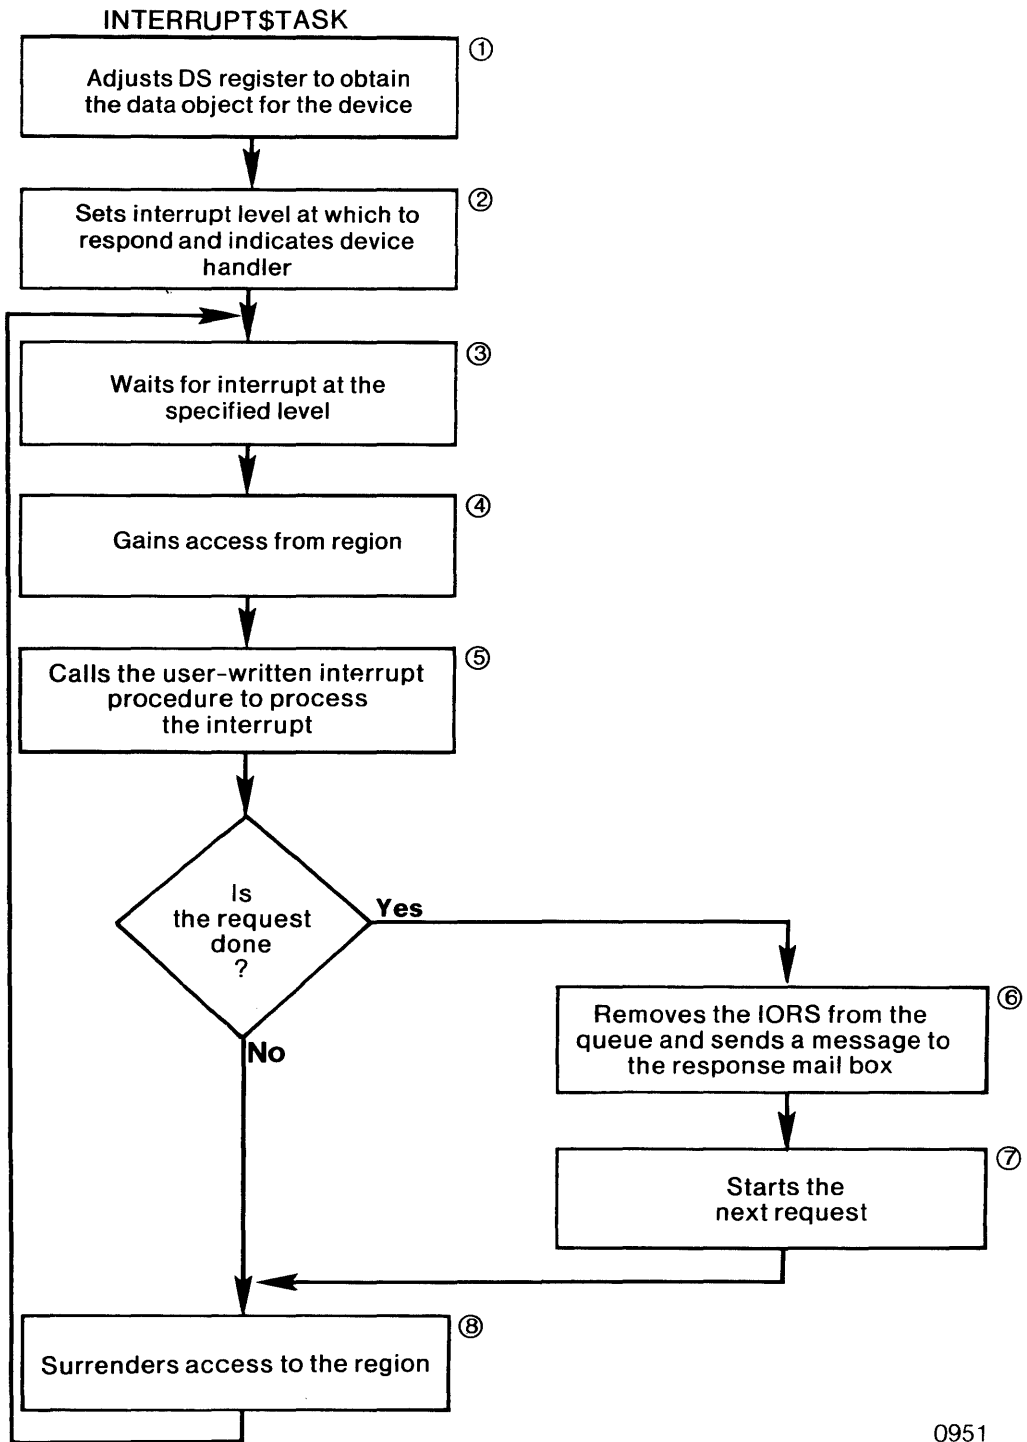 INTERRUPT$TASK
①
Adjusts DS register to obtain
the data object for the device
②
Sets interrupt level at which to
respond and indicates device
handler
③
Waits for interrupt at the
specified level
④
Gains access from region
⑤
Calls the user-written interrupt
procedure to process
the interrupt
Is
the request
done
?
Yes
No
⑥
Removes the IORS from the
queue and sends a message to
the response mail box
⑦
Starts the
next request
⑧
Surrenders access to the region
0951